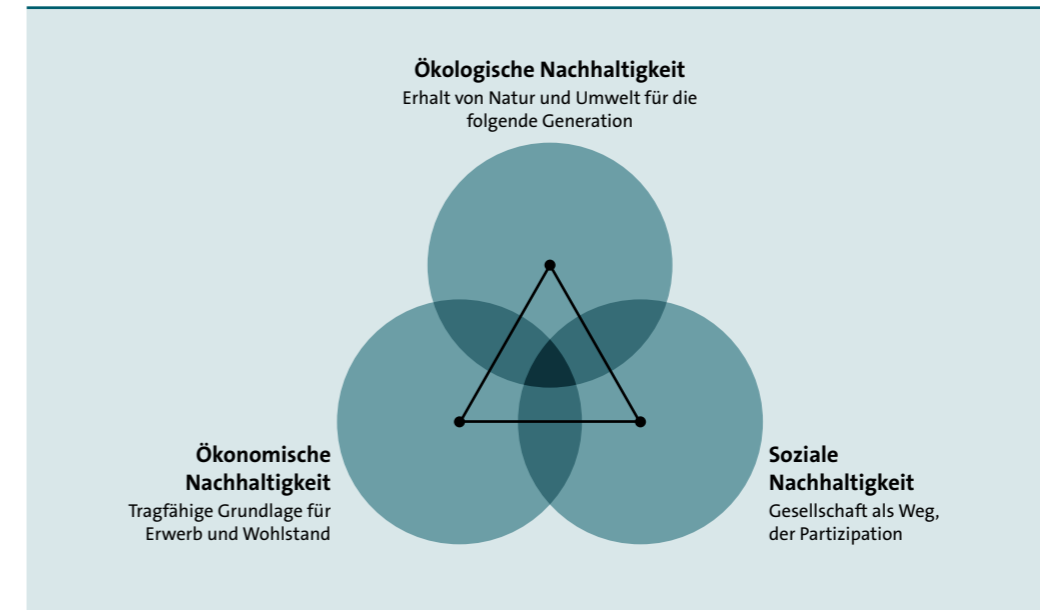 Ökologische Nachhaltigkeit
Erhalt von Natur und Umwelt für die
folgende Generation
Ökonomische
Nachhaltigkeit
Tragfähige Grundlage für
Erwerb und Wohlstand
Soziale
Nachhaltigkeit
Gesellschaft als Weg,
der Partizipation